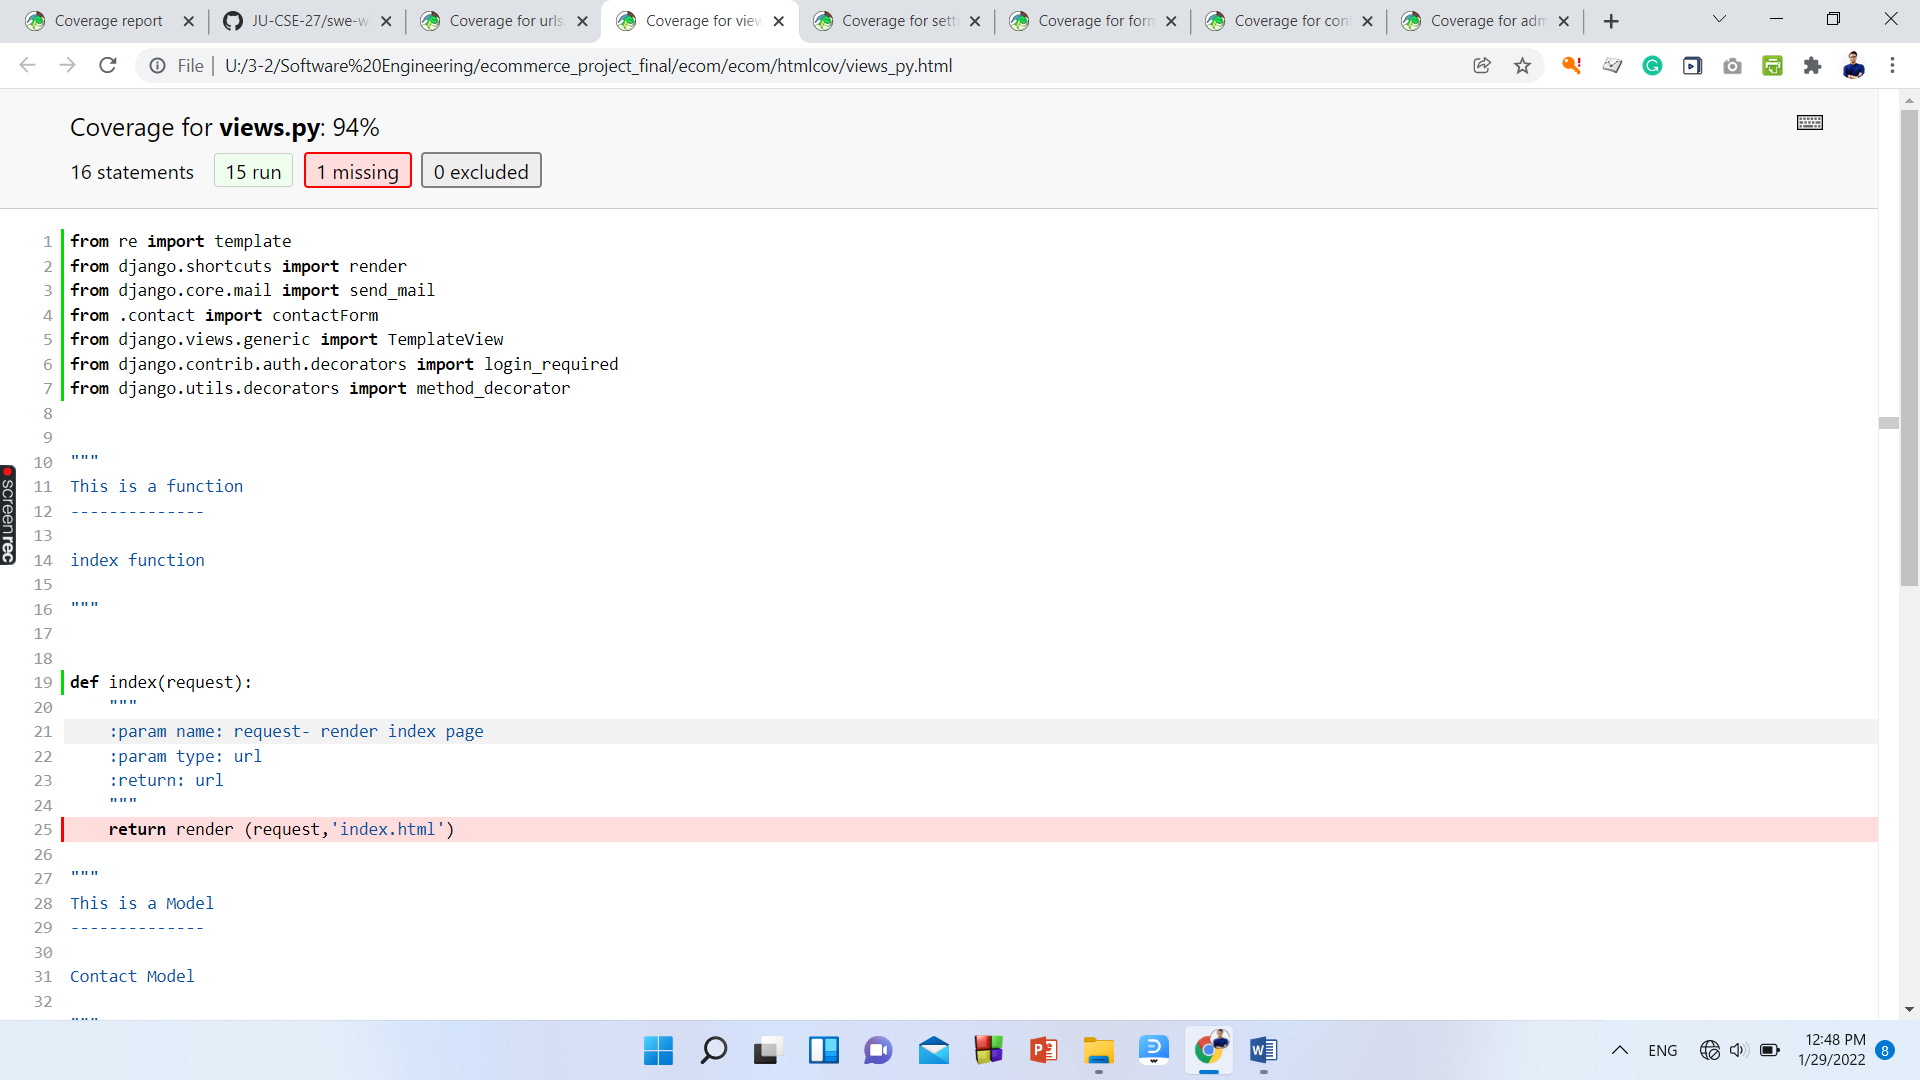 Coverage report
JU-CSE-27/swe-w
Coverage for urls.
Coverage for view
Coverage for sett
Coverage for for
Coverage for con
Coverage for adm
File
U:/3-2/Software%20Engineering/ecommerce_project_final/ecom/ecom/htmlcov/views_py.html
Coverage for views.py: 94%
16 statements 15 run 1 missing 0 excluded
1 from re import template
2 from django.shortcuts import render
3 from django.core.mail import send_mail
4 from .contact import contactForm
5 from django.views.generic import TemplateView
6 from django.contrib.auth.decorators import login_required
7 from django.utils.decorators import method_decorator
8
9
10 """
11 This is a function
12 --------------
13
14 index function
15
16 """
17
18
19 def index(request):
20     """
21     :param name: request- render index page
22     :param type: url
23     :return: url
24     """
25     return render (request,'index.html')
26
27 """
28 This is a Model
29 --------------
30
31 Contact Model
32
"""
screenrec
ENG
12:48 PM
1/29/2022
8